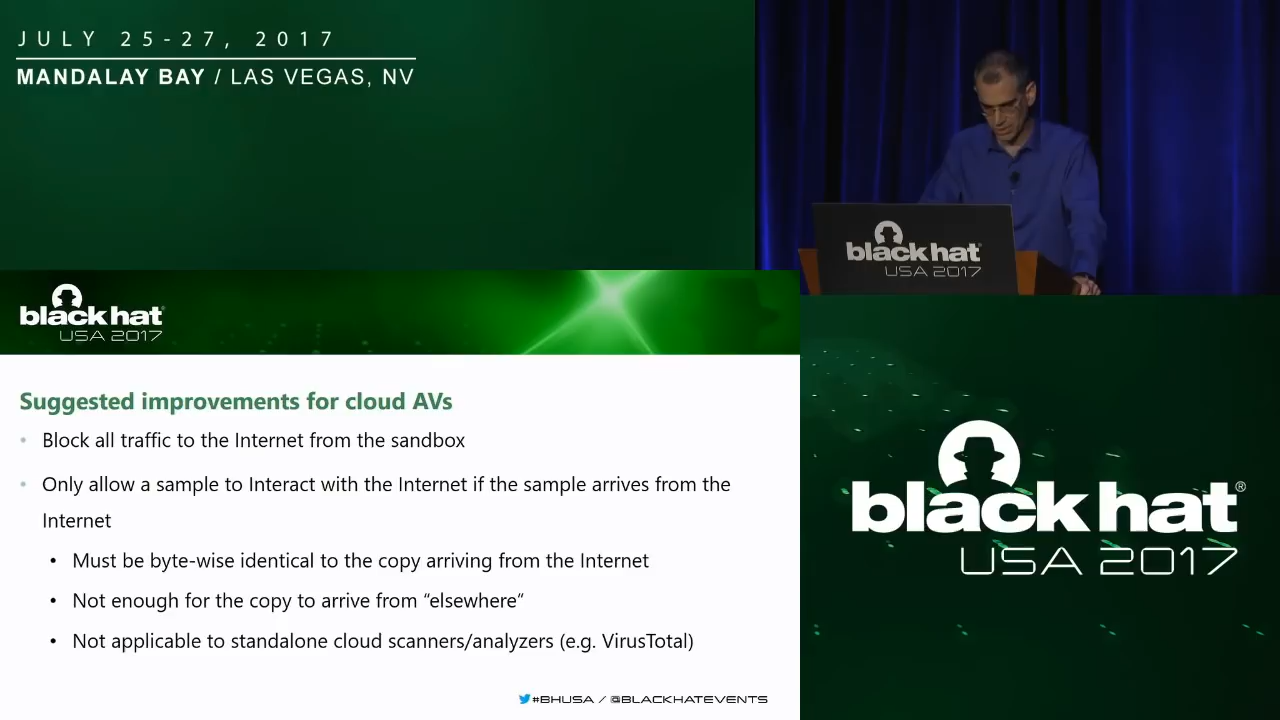 JULY 25-27, 2017
MANDALAY BAY / LAS VEGAS, NV
black hat
USA 2017
black hat
USA 2017
Suggested improvements for cloud AVs
• Block all traffic to the Internet from the sandbox
• Only allow a sample to Interact with the Internet if the sample arrives from the
Internet
• Must be byte-wise identical to the copy arriving from the Internet
• Not enough for the copy to arrive from “elsewhere”
• Not applicable to standalone cloud scanners/analyzers (e.g. VirusTotal)
#BHUSA / @BLACKHATEVENTS
black hat®
USA 2017